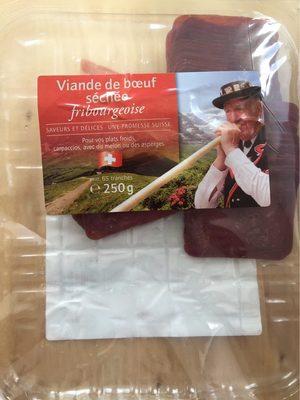 Viande de bœuf
séchée
fribourgeoise
SAVEURS ET DÉLICES · UNE PROMESSE SUISSE
Pour vos plats froids,
carpaccios, avec du melon ou des asperges
env. 65 tranches
℮ 250g